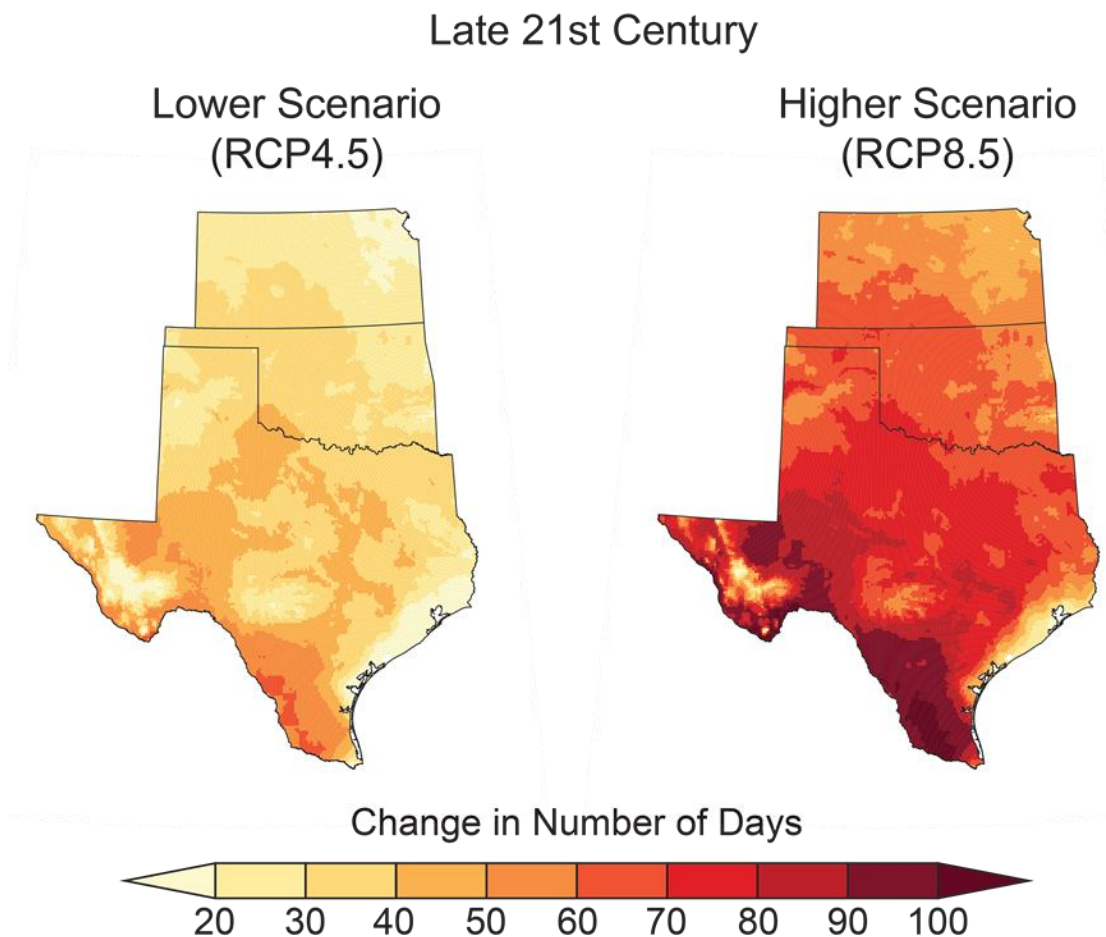 Late 21st Century
Lower Scenario
(RCP4.5)
Higher Scenario
(RCP8.5)
Change in Number of Days
20 30 40 50 60 70 80 90 100